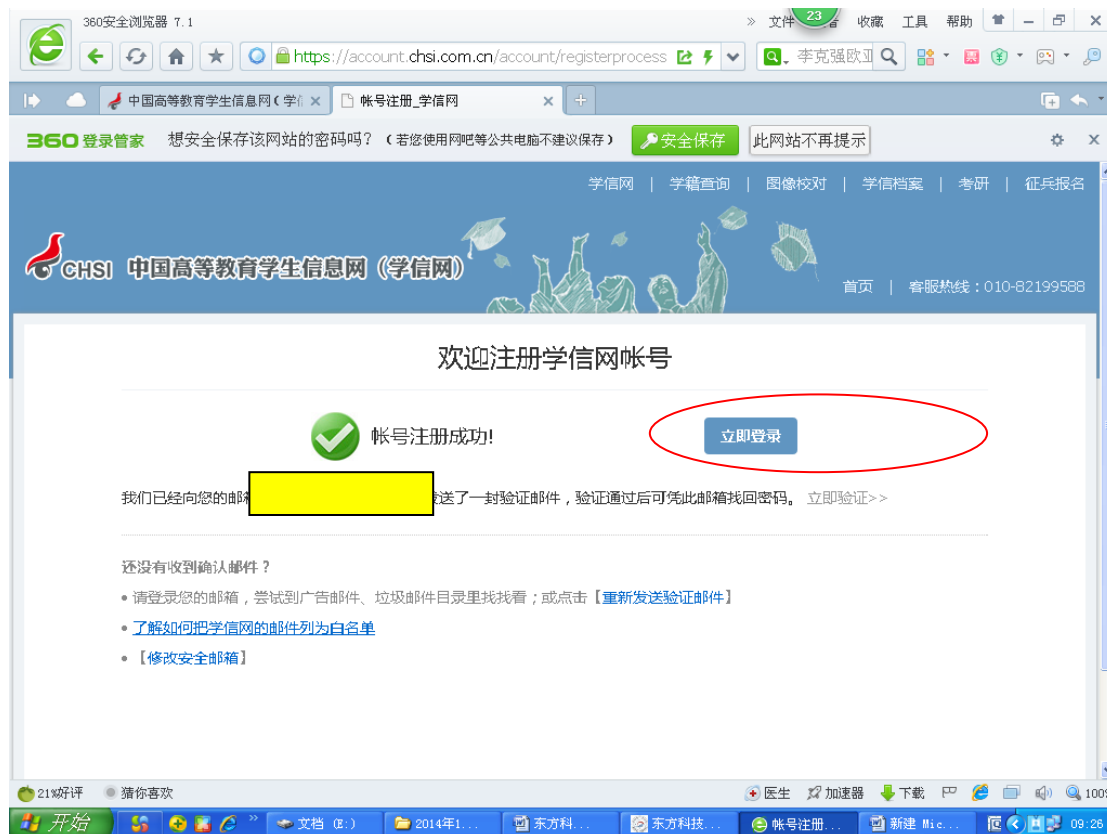 360安全浏览器 7.1
» 文件 23 收藏 工具 帮助
https://account.chsi.com.cn/account/registerprocess 李克强欧亚
中国高等教育学生信息网(学信 帐号注册_学信网
360 登录管家 想安全保存该网站的密码吗?(若您使用网吧等公共电脑不建议保存) 安全保存 此网站不再提示
学信网 | 学籍查询 | 图像校对 | 学信档案 | 考研 | 征兵报名
CHSI 中国高等教育学生信息网(学信网)
首页 | 客服热线:010-82199588
欢迎注册学信网帐号
帐号注册成功! 立即登录
我们已经向您的邮箱 发送了一封验证邮件,验证通过后可凭此邮箱找回密码。 立即验证>>
还没有收到确认邮件?
• 请登录您的邮箱,尝试到广告邮件、垃圾邮件目录里找找看;或点击【重新发送验证邮件】
• 了解如何把学信网的邮件列为白名单
• 【修改安全邮箱】
21%好评 猜你喜欢 医生 加速器 下载 100%
开始 » 文档 (E:) 2014年1... 东方科... 东方科技... 帐号注册... 新建 Mic... 09:26